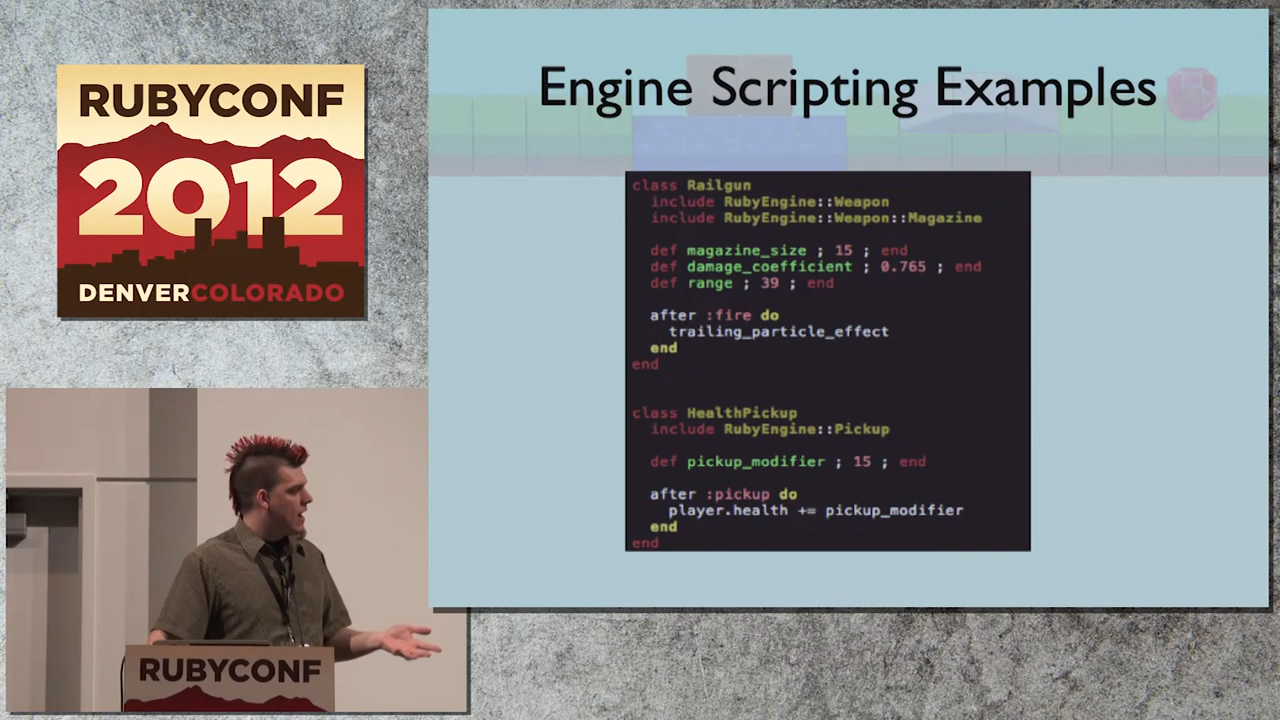 RUBYCONF
2012
DENVERCOLORADO
Engine Scripting Examples
class Railgun
include RubyEngine::Weapon
include RubyEngine::Weapon::Magazine
def magazine_size ; 15 ; end
def damage_coefficient ; 0.765 ; end
def range ; 39 ; end
after :fire do
trailing_particle_effect
end
end
class HealthPickup
include RubyEngine::Pickup
def pickup_modifier ; 15 ; end
after :pickup do
player.health += pickup_modifier
end
end
RUBYCONF